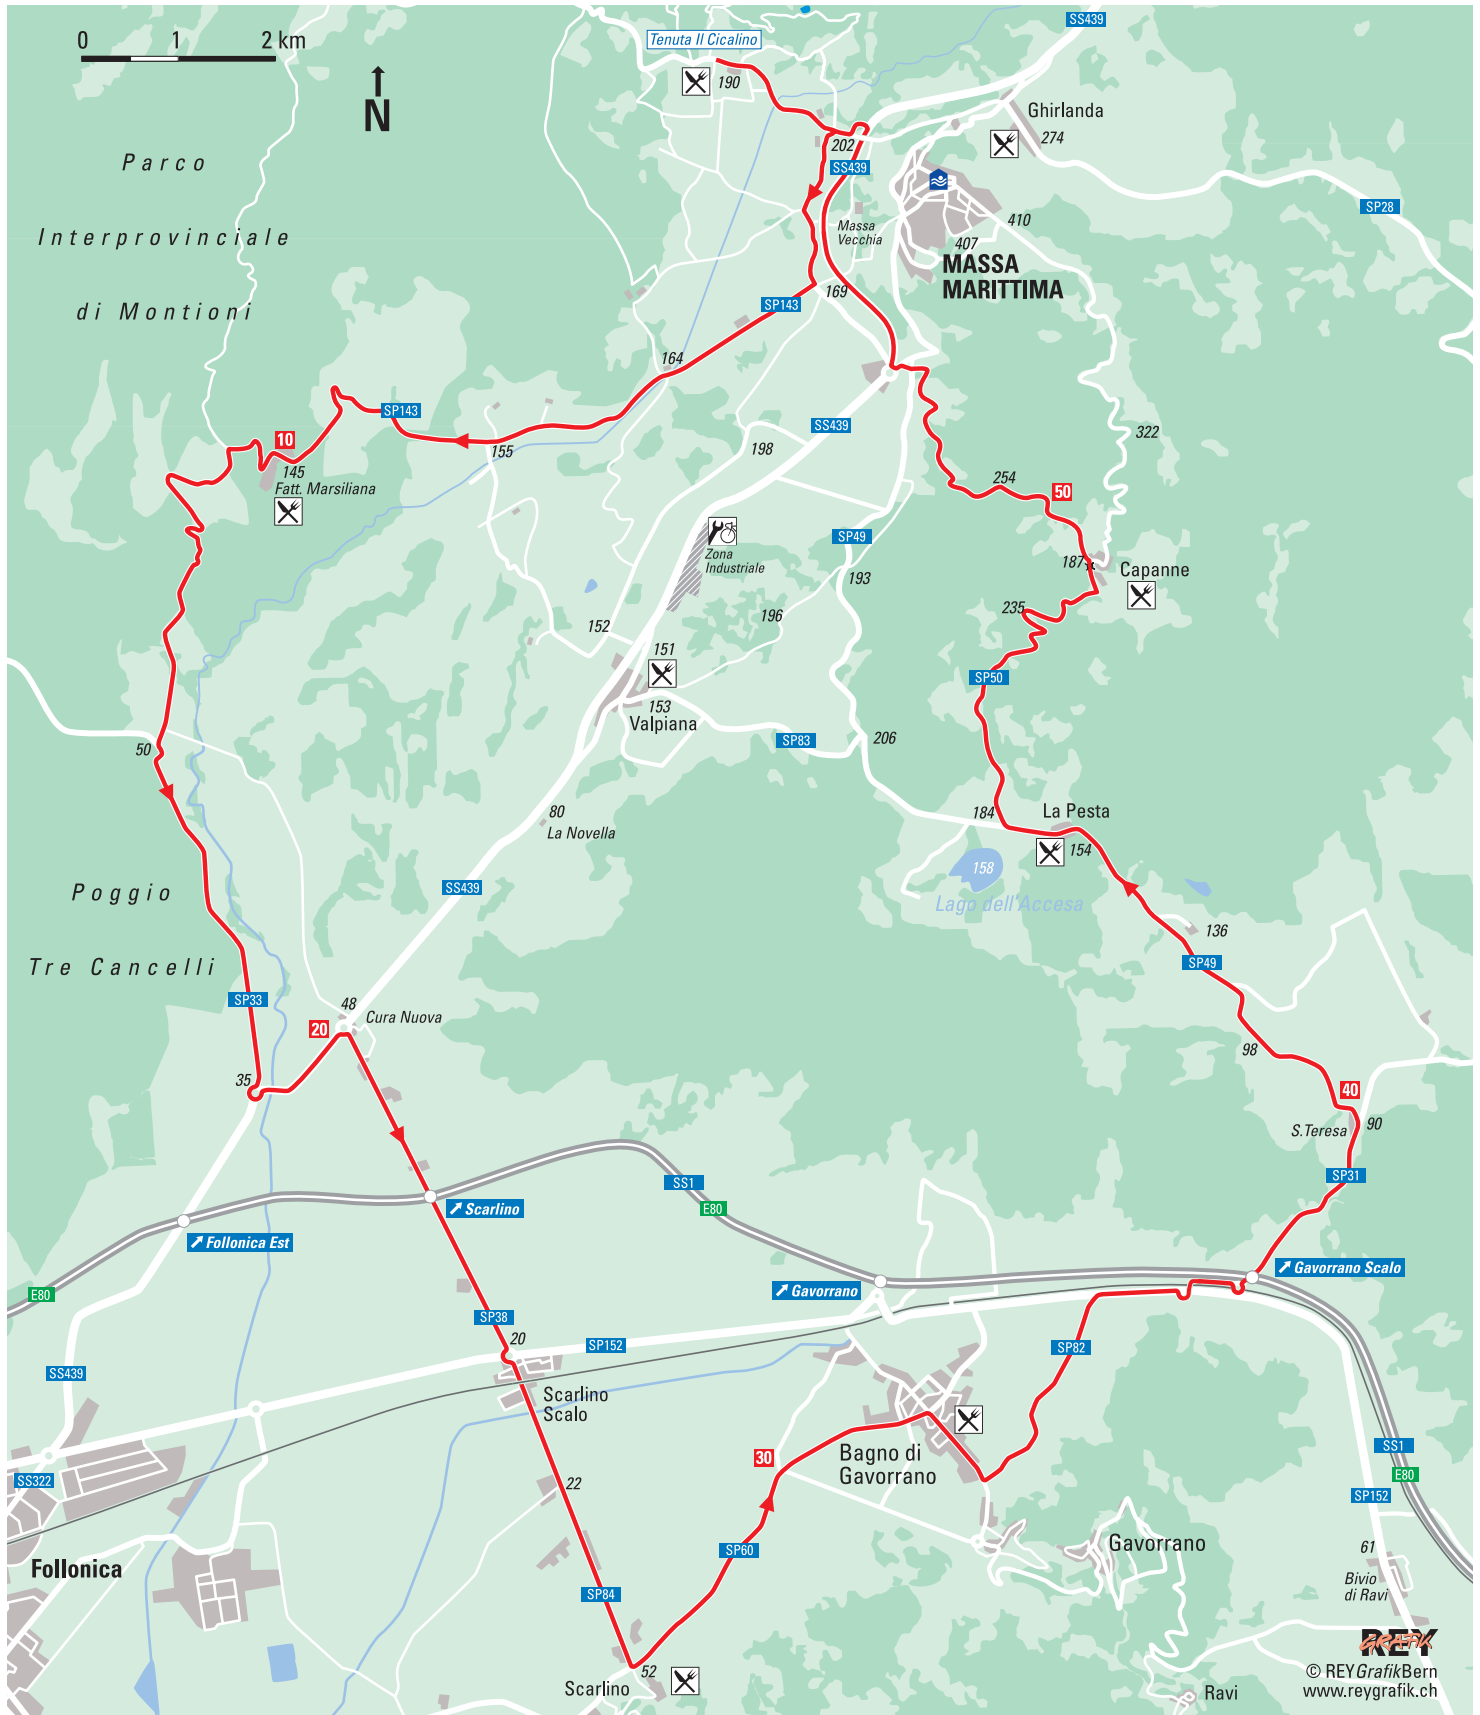 0 1 2 km
N
Tenuta Il Cicalino
190
SS439
Ghirlanda
274
202
SS439
SP28
Parco
Interprovinciale
di Montioni
Massa
Vecchia
410
407
MASSA
MARITTIMA
169
SP143
164
SP143
10
145
Fatt. Marsiliana
155
SS439
198
322
254
50
SP49
Zona
Industriale
193
187
Capanne
196
235
152
151
153
Valpiana
SP50
SP83
206
50
80
La Novella
184
La Pesta
154
158
Lago dell'Accesa
SS439
Poggio
Tre Cancelli
136
SP49
SP33
48
Cura Nuova
20
98
35
40
90
S.Teresa
SP31
SS1
E80
Scarlino
Follonica Est
Gavorrano
Gavorrano Scalo
E80
SP38
20
SP152
SP82
SS439
Scarlino
Scalo
Bagno di
Gavorrano
30
SS322
22
SS1
E80
SP152
SP60
Gavorrano
61
Follonica
SP84
Bivio
di Ravi
52
Scarlino
Ravi
REY
GRAFIK
© REYGrafikBern
www.reygrafik.ch